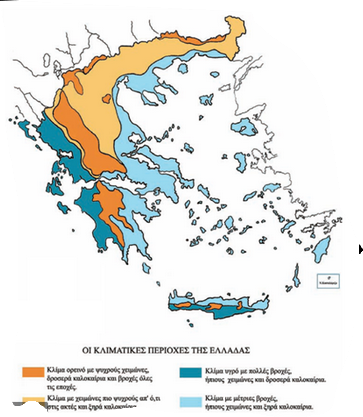 ΟΙ ΚΛΙΜΑΤΙΚΕΣ ΠΕΡΙΟΧΕΣ ΤΗΣ ΕΛΛΑΔΑΣ
Κλίμα ορεινό με ψυχρούς χειμώνες,
δροσερά καλοκαίρια και βροχές όλες
τις εποχές.
Κλίμα με χειμώνες πιο ψυχρούς απ' ό,τι
στις ακτές και ξηρά καλοκαίρια.
Κλίμα υγρό με πολλές βροχές,
ήπιους χειμώνες και δροσερά καλοκαίρια.
Κλίμα με μέτριες βροχές,
ήπιους χειμώνες και ξηρά καλοκαίρια.